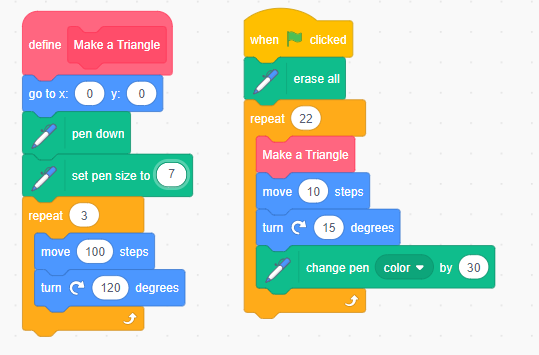 define Make a Triangle
go to x: 0 y: 0
pen down
set pen size to 7
repeat 3
move 100 steps
turn 120 degrees
when clicked
erase all
repeat 22
Make a Triangle
move 10 steps
turn 15 degrees
change pen color by 30